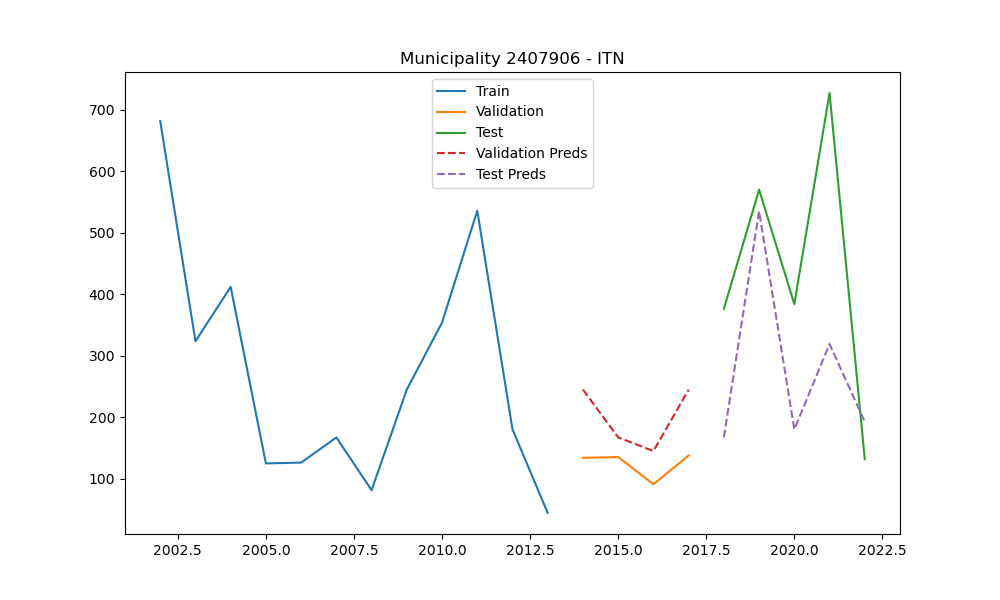 Municipality 2407906 - ITN
Train
Validation
Test
Validation Preds
Test Preds
700
600
500
400
300
200
100
2002.5 2005.0 2007.5 2010.0 2012.5 2015.0 2017.5 2020.0 2022.5